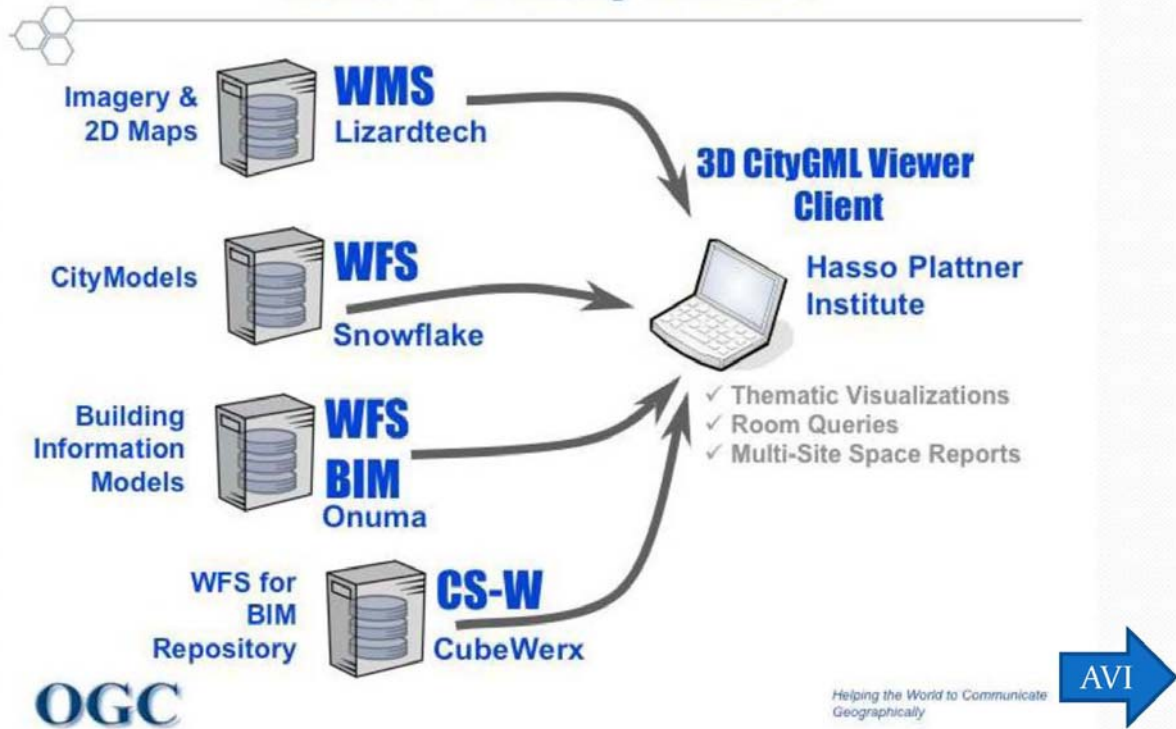 Imagery &
2D Maps
WMS
Lizardtech
3D CityGML Viewer
Client
Hasso Plattner
Institute
CityModels
WFS
Snowflake
✓ Thematic Visualizations
✓ Room Queries
✓ Multi-Site Space Reports
Building
Information
Models
WFS
BIM
Onuma
WFS for
BIM
Repository
CS-W
CubeWerx
OGC
Helping the World to Communicate
Geographically
AVI